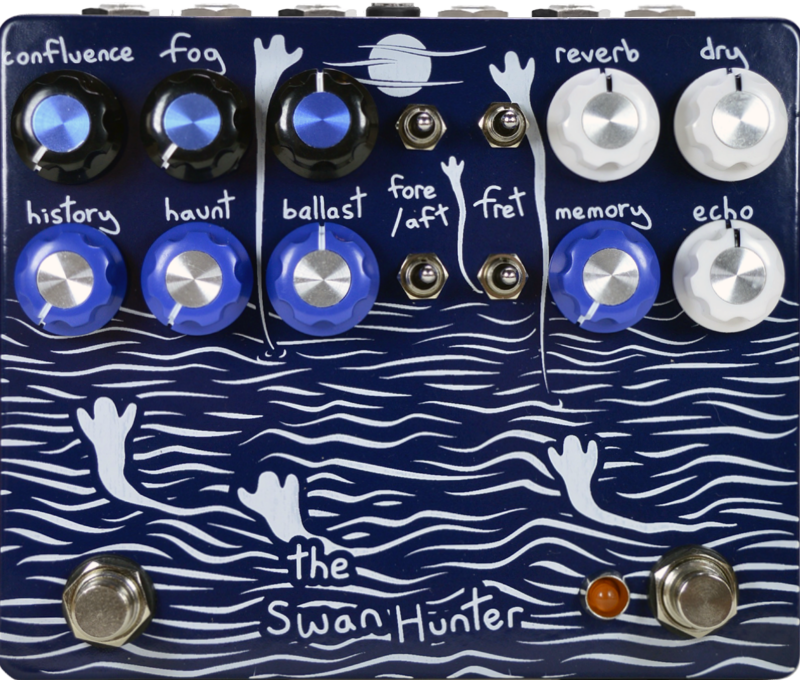 confluence fog reverb dry
fore
/aft
fret
history haunt ballast memory echo
the
Swan Hunter